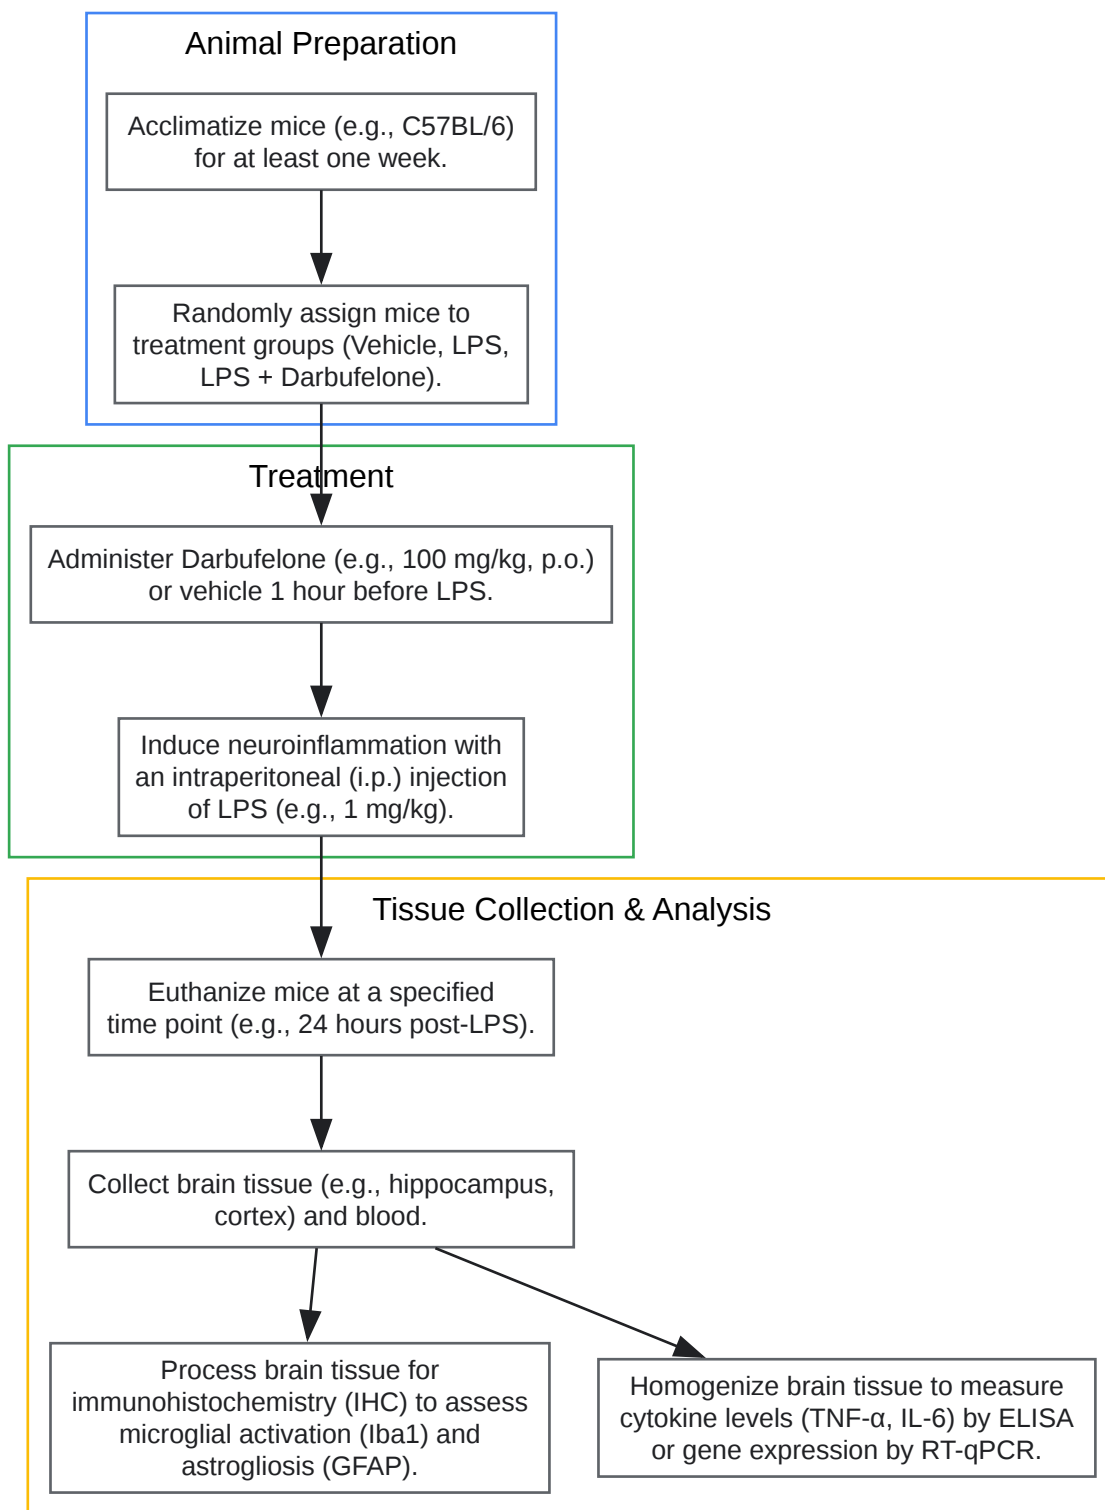 Animal Preparation
Acclimatize mice (e.g., C57BL/6)
for at least one week.
Randomly assign mice to
treatment groups (Vehicle, LPS,
LPS + Darbufelone).
Treatment
Administer Darbufelone (e.g., 100 mg/kg, p.o.)
or vehicle 1 hour before LPS.
Induce neuroinflammation with
an intraperitoneal (i.p.) injection
of LPS (e.g., 1 mg/kg).
Tissue Collection & Analysis
Euthanize mice at a specified
time point (e.g., 24 hours post-LPS).
Collect brain tissue (e.g., hippocampus,
cortex) and blood.
Process brain tissue for
immunohistochemistry (IHC) to assess
microglial activation (Iba1) and
astrogliosis (GFAP).
Homogenize brain tissue to measure
cytokine levels (TNF-α, IL-6) by ELISA
or gene expression by RT-qPCR.